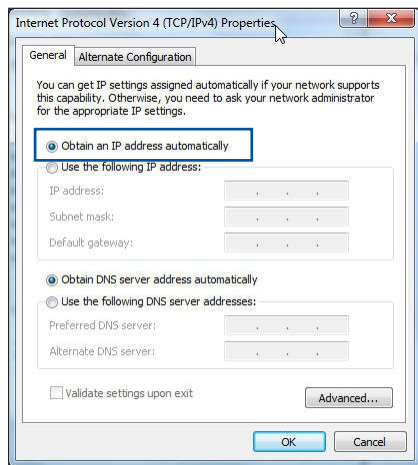 Internet Protocol Version 4 (TCP/IPv4) Properties
General
Alternate Configuration
You can get IP settings assigned automatically if your network supports
this capability. Otherwise, you need to ask your network administrator
for the appropriate IP settings.
Obtain an IP address automatically
Use the following IP address:
IP address:
Subnet mask:
Default gateway:
Obtain DNS server address automatically
Use the following DNS server addresses:
Preferred DNS server:
Alternate DNS server:
Validate settings upon exit
Advanced...
OK
Cancel